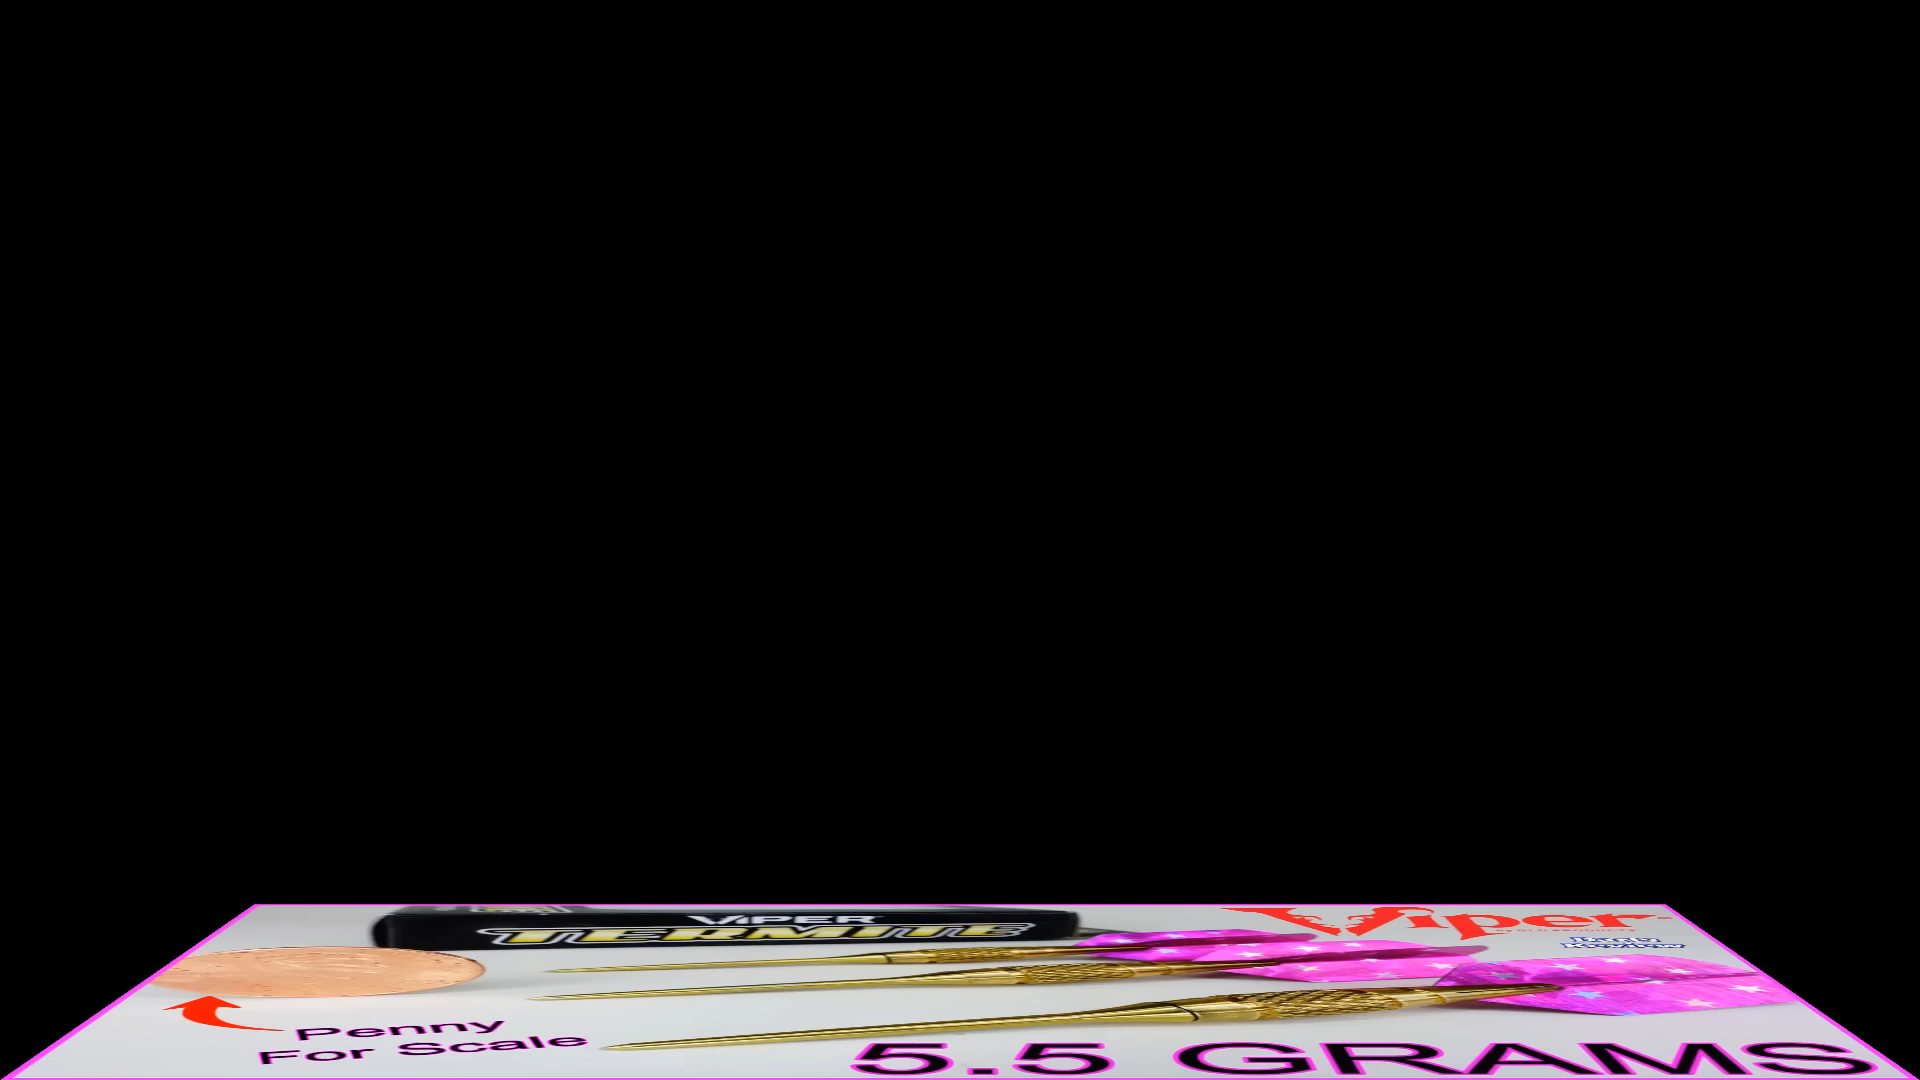 VIPER
TERMITE
Viper
Penny
For Scale
5.5 GRAMS